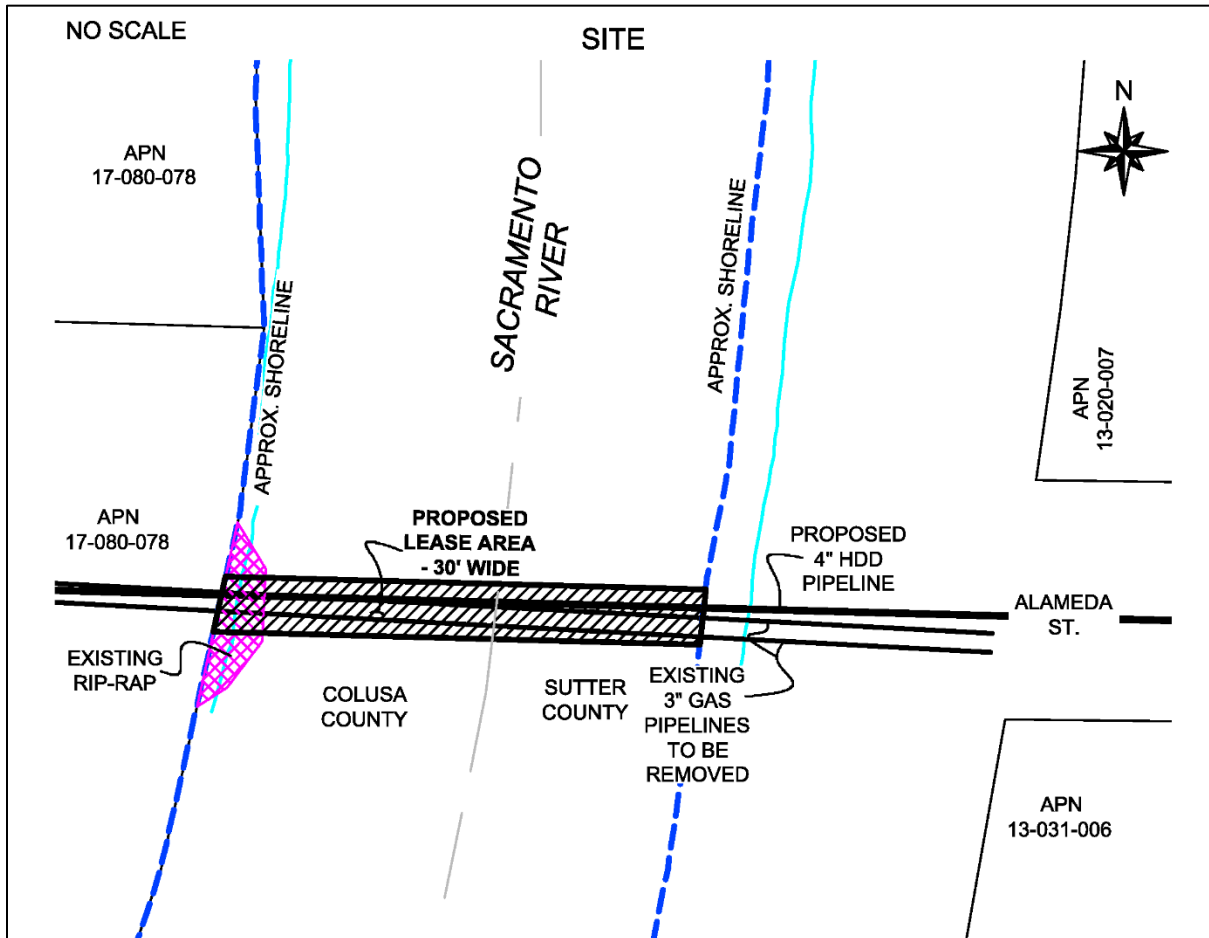 NO SCALE
SITE
N
APN
17-080-078
SACRAMENTO
RIVER
APPROX. SHORELINE
APPROX. SHORELINE
APN
13-020-007
APN
17-080-078
PROPOSED
LEASE AREA
- 30' WIDE
PROPOSED
4" HDD
PIPELINE
ALAMEDA
ST.
EXISTING
RIP-RAP
COLUSA
COUNTY
SUTTER
COUNTY
EXISTING
3" GAS
PIPELINES
TO BE
REMOVED
APN
13-031-006